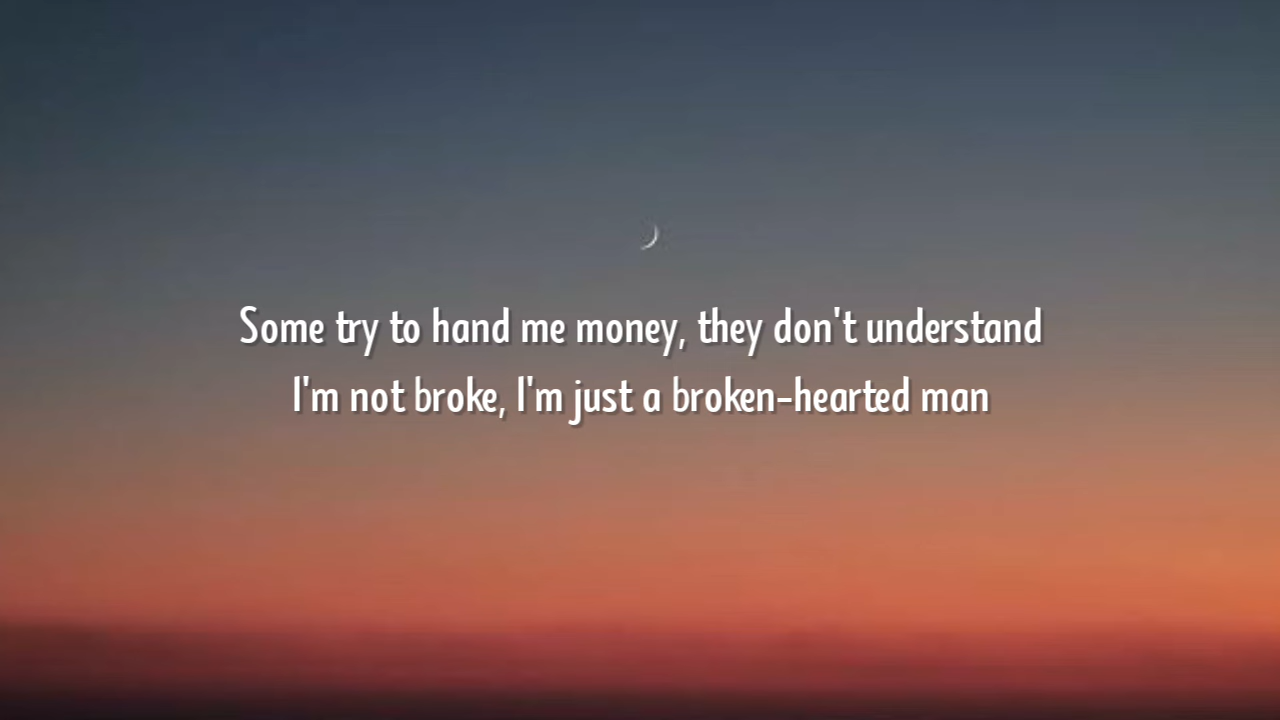 Some try to hand me money, they don't understand
I'm not broke, I'm just a broken-hearted man